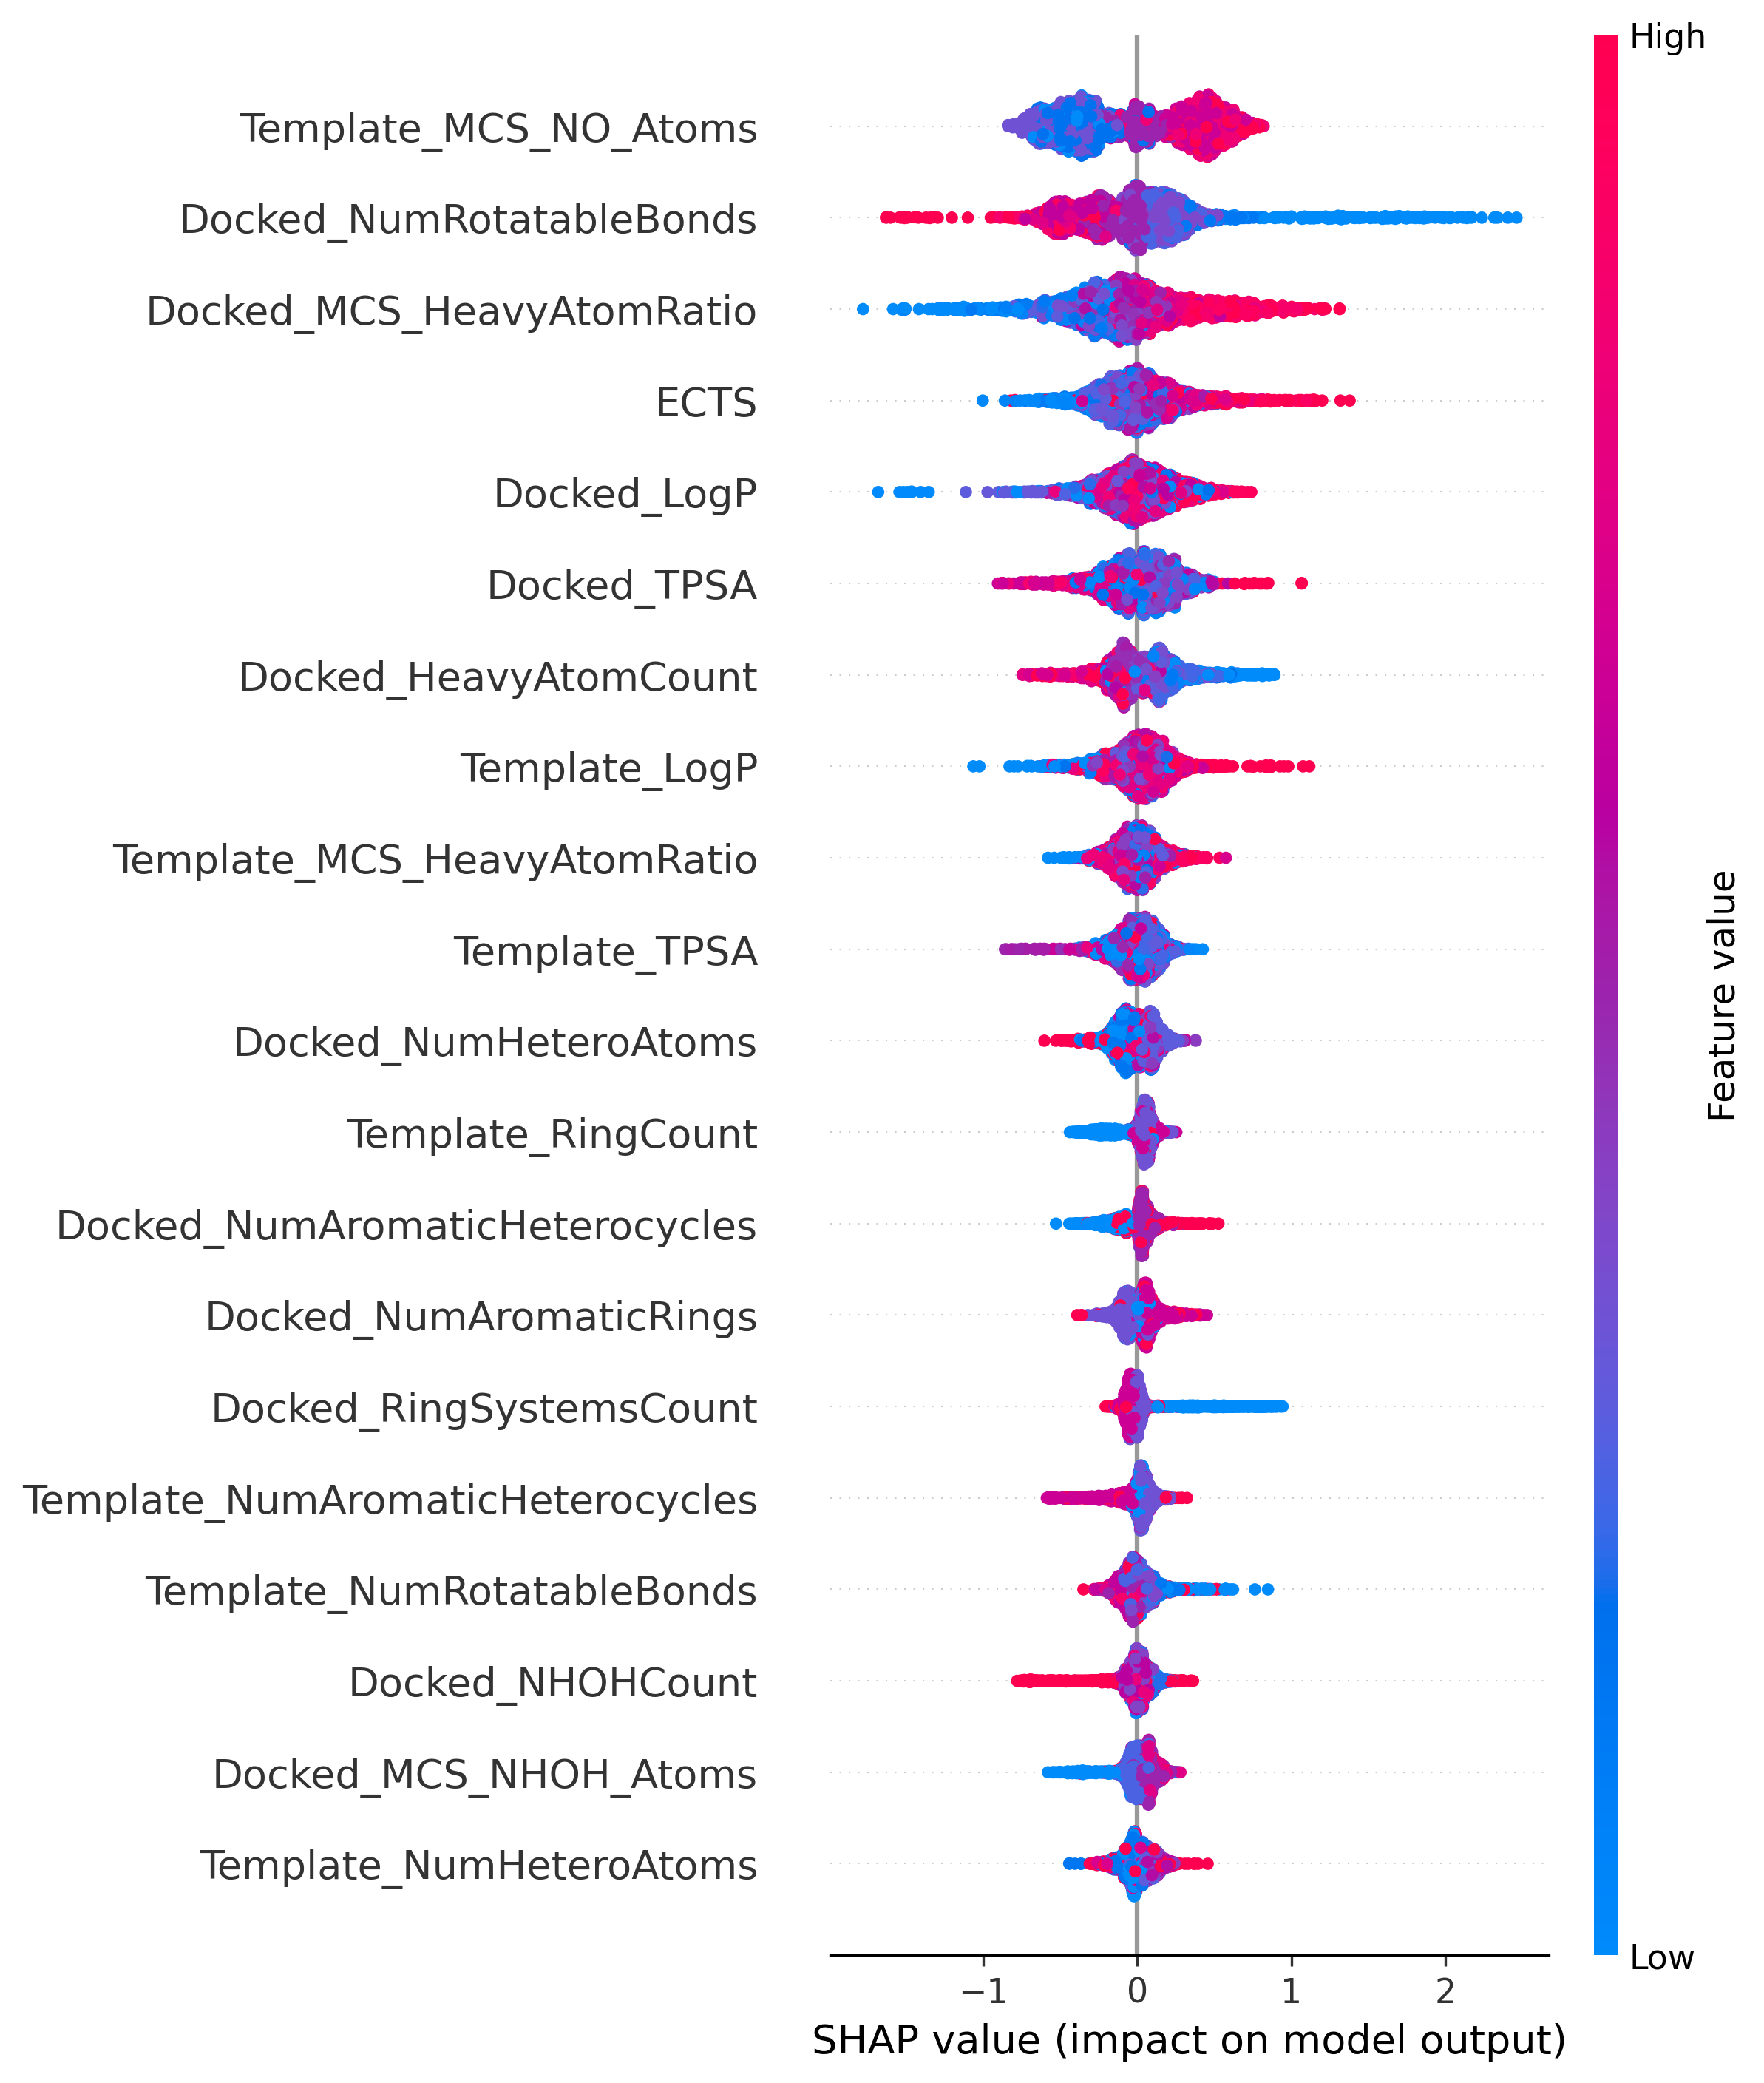 High
Template_MCS_NO_Atoms
Docked_NumRotatableBonds
Docked_MCS_HeavyAtomRatio
ECTS
Docked_LogP
Docked_TPSA
Docked_HeavyAtomCount
Template_LogP
Template_MCS_HeavyAtomRatio
Template_TPSA
Docked_NumHeteroAtoms
Template_RingCount
Docked_NumAromaticHeterocycles
Docked_NumAromaticRings
Docked_RingSystemsCount
Template_NumAromaticHeterocycles
Template_NumRotatableBonds
Docked_NHOHCount
Docked_MCS_NHOH_Atoms
Template_NumHeteroAtoms
Feature value
Low
−1 0 1 2
SHAP value (impact on model output)